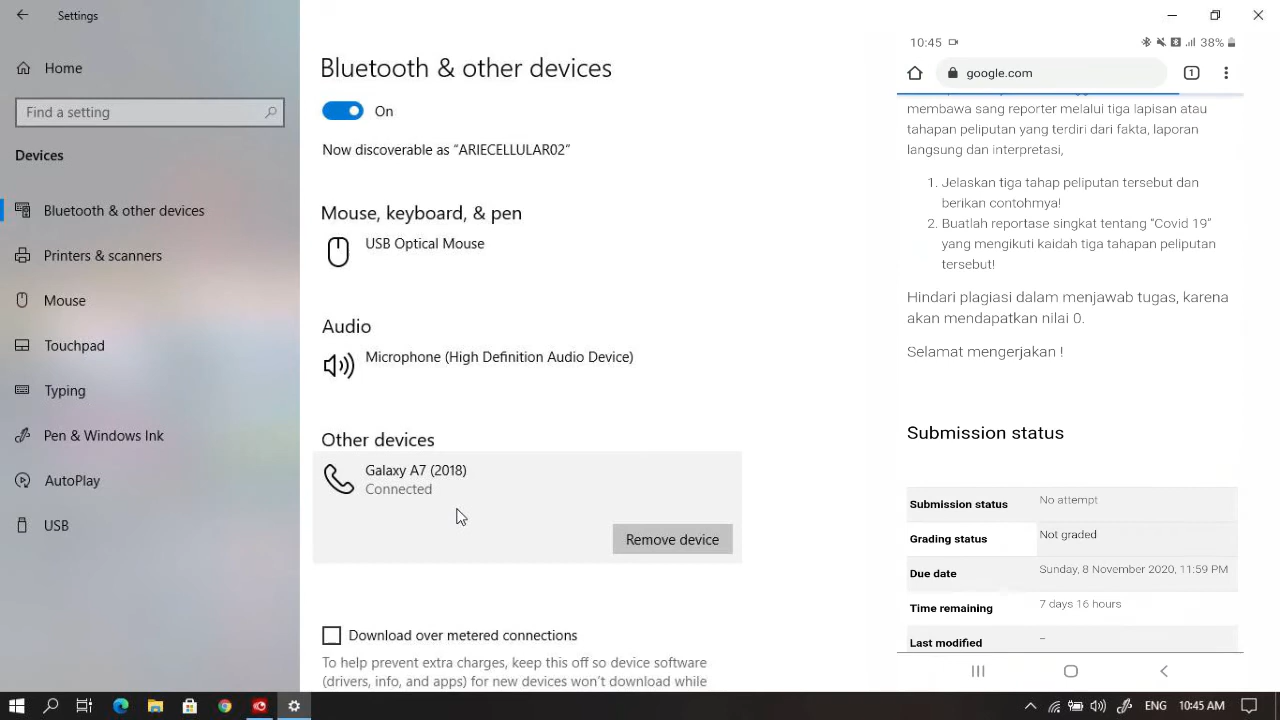 Settings
Home
Find a setting
Devices
Bluetooth & other devices
Printers & scanners
Mouse
Touchpad
Typing
Pen & Windows Ink
AutoPlay
USB
Bluetooth & other devices
On
Now discoverable as “ARIECELLULAR02”
Mouse, keyboard, & pen
USB Optical Mouse
Audio
Microphone (High Definition Audio Device)
Other devices
Galaxy A7 (2018)
Connected
Remove device
Download over metered connections
To help prevent extra charges, keep this off so device software
(drivers, info, and apps) for new devices won’t download while
10:45
38%
google.com
1
membawa sang reporter melalui tiga lapisan atau
tahapan peliputan yang terdiri dari fakta, laporan
langsung dan interpretasi,
1. Jelaskan tiga tahap peliputan tersebut dan
berikan contohmya!
2. Buatlah reportase singkat tentang “Covid 19”
yang mengikuti kaidah tiga tahapan peliputan
tersebut!
Hindari plagiasi dalam menjawab tugas, karena
akan mendapatkan nilai 0.
Selamat mengerjakan !
Submission status
Submission status No attempt
Grading status Not graded
Due date Sunday, 8 November 2020, 11:59 PM
Time remaining 7 days 16 hours
Last modified –
ENG 10:45 AM